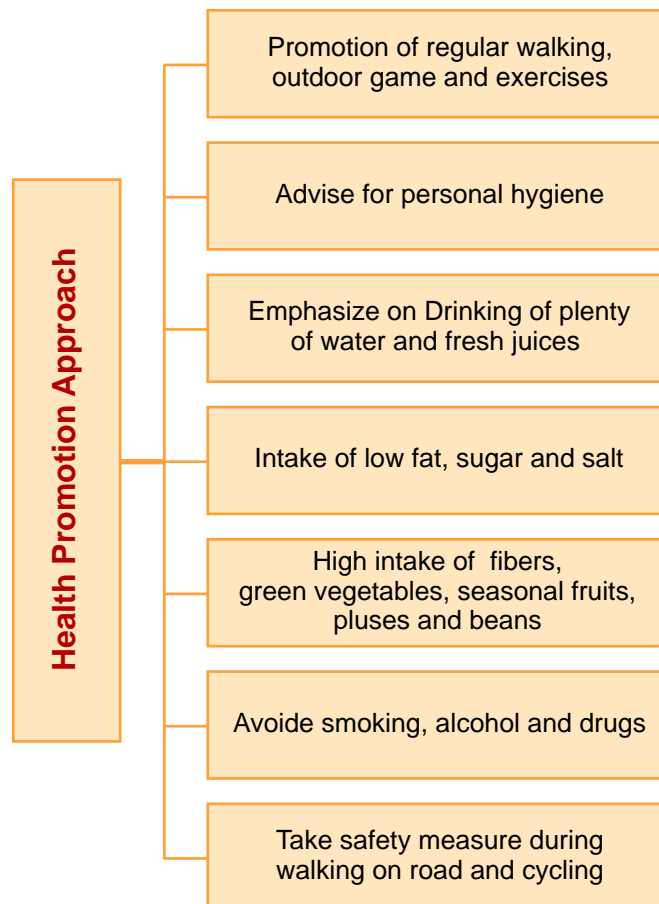 Health Promotion Approach
Promotion of regular walking,
outdoor game and exercises
Advise for personal hygiene
Emphasize on Drinking of plenty
of water and fresh juices
Intake of low fat, sugar and salt
High intake of fibers,
green vegetables, seasonal fruits,
pluses and beans
Avoide smoking, alcohol and drugs
Take safety measure during
walking on road and cycling